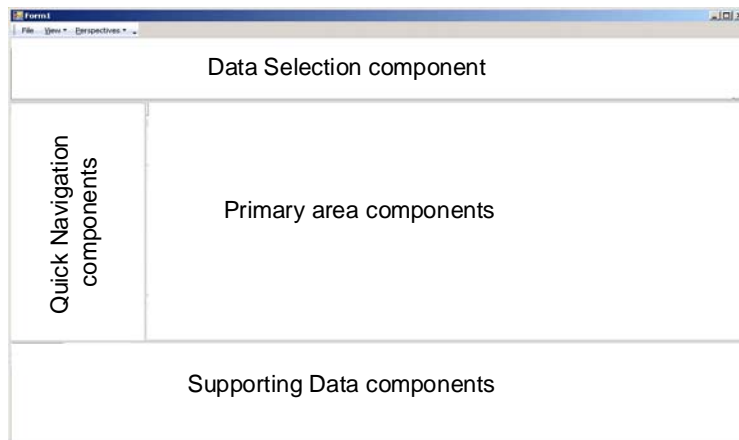 Form1
File View Perspectives
Data Selection component
Quick Navigation
components
Primary area components
Supporting Data components